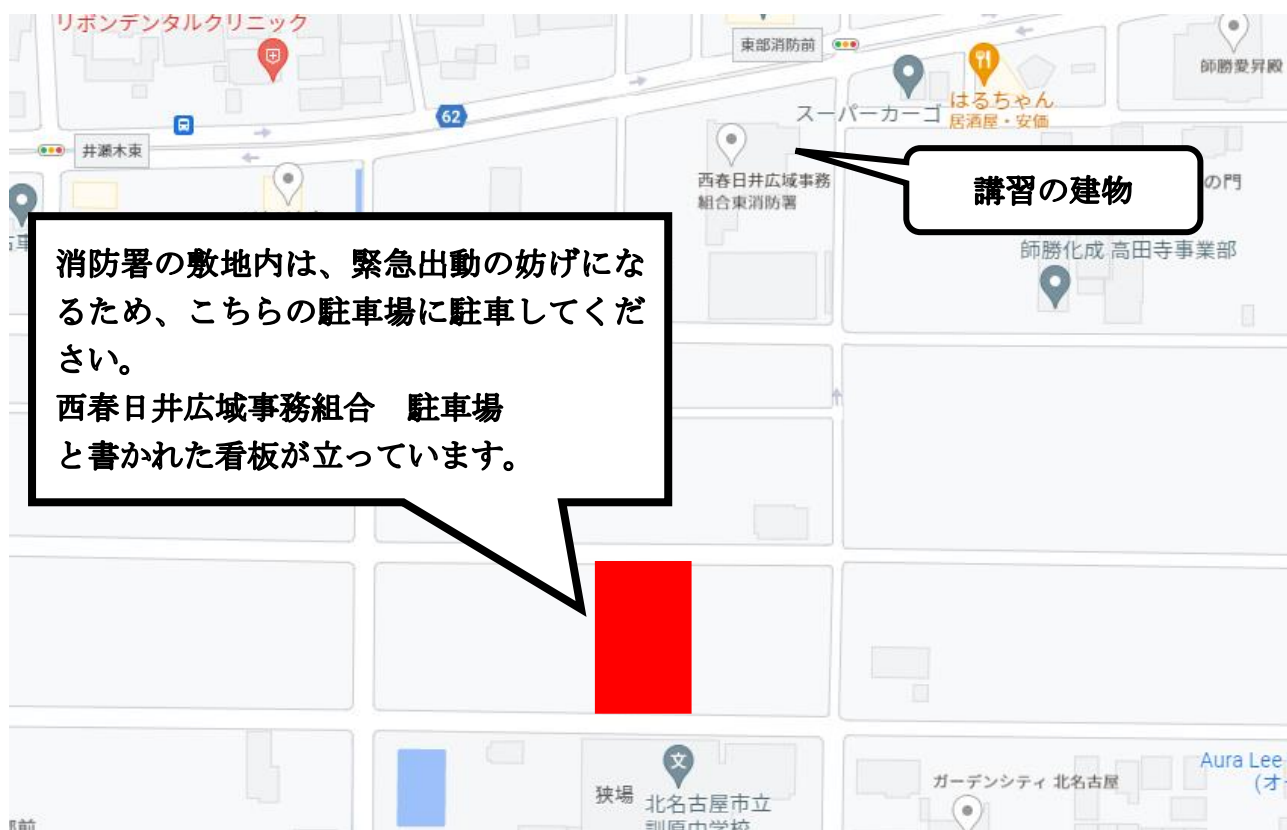 リボンデンタルクリニック
東部消防前
師勝愛昇殿
62
スーパーカーゴ
はるちゃん
居酒屋・安価
井瀬木東
西春日井広域事務
組合東消防署
講習の建物
の門
師勝化成 高田寺事業部
消防署の敷地内は、緊急出動の妨げにな
るため、こちらの駐車場に駐車してくだ
さい。
西春日井広域事務組合 駐車場
と書かれた看板が立っています。
文
狭場
北名古屋市立
ガーデンシティ 北名古屋
Aura Lee
(オ